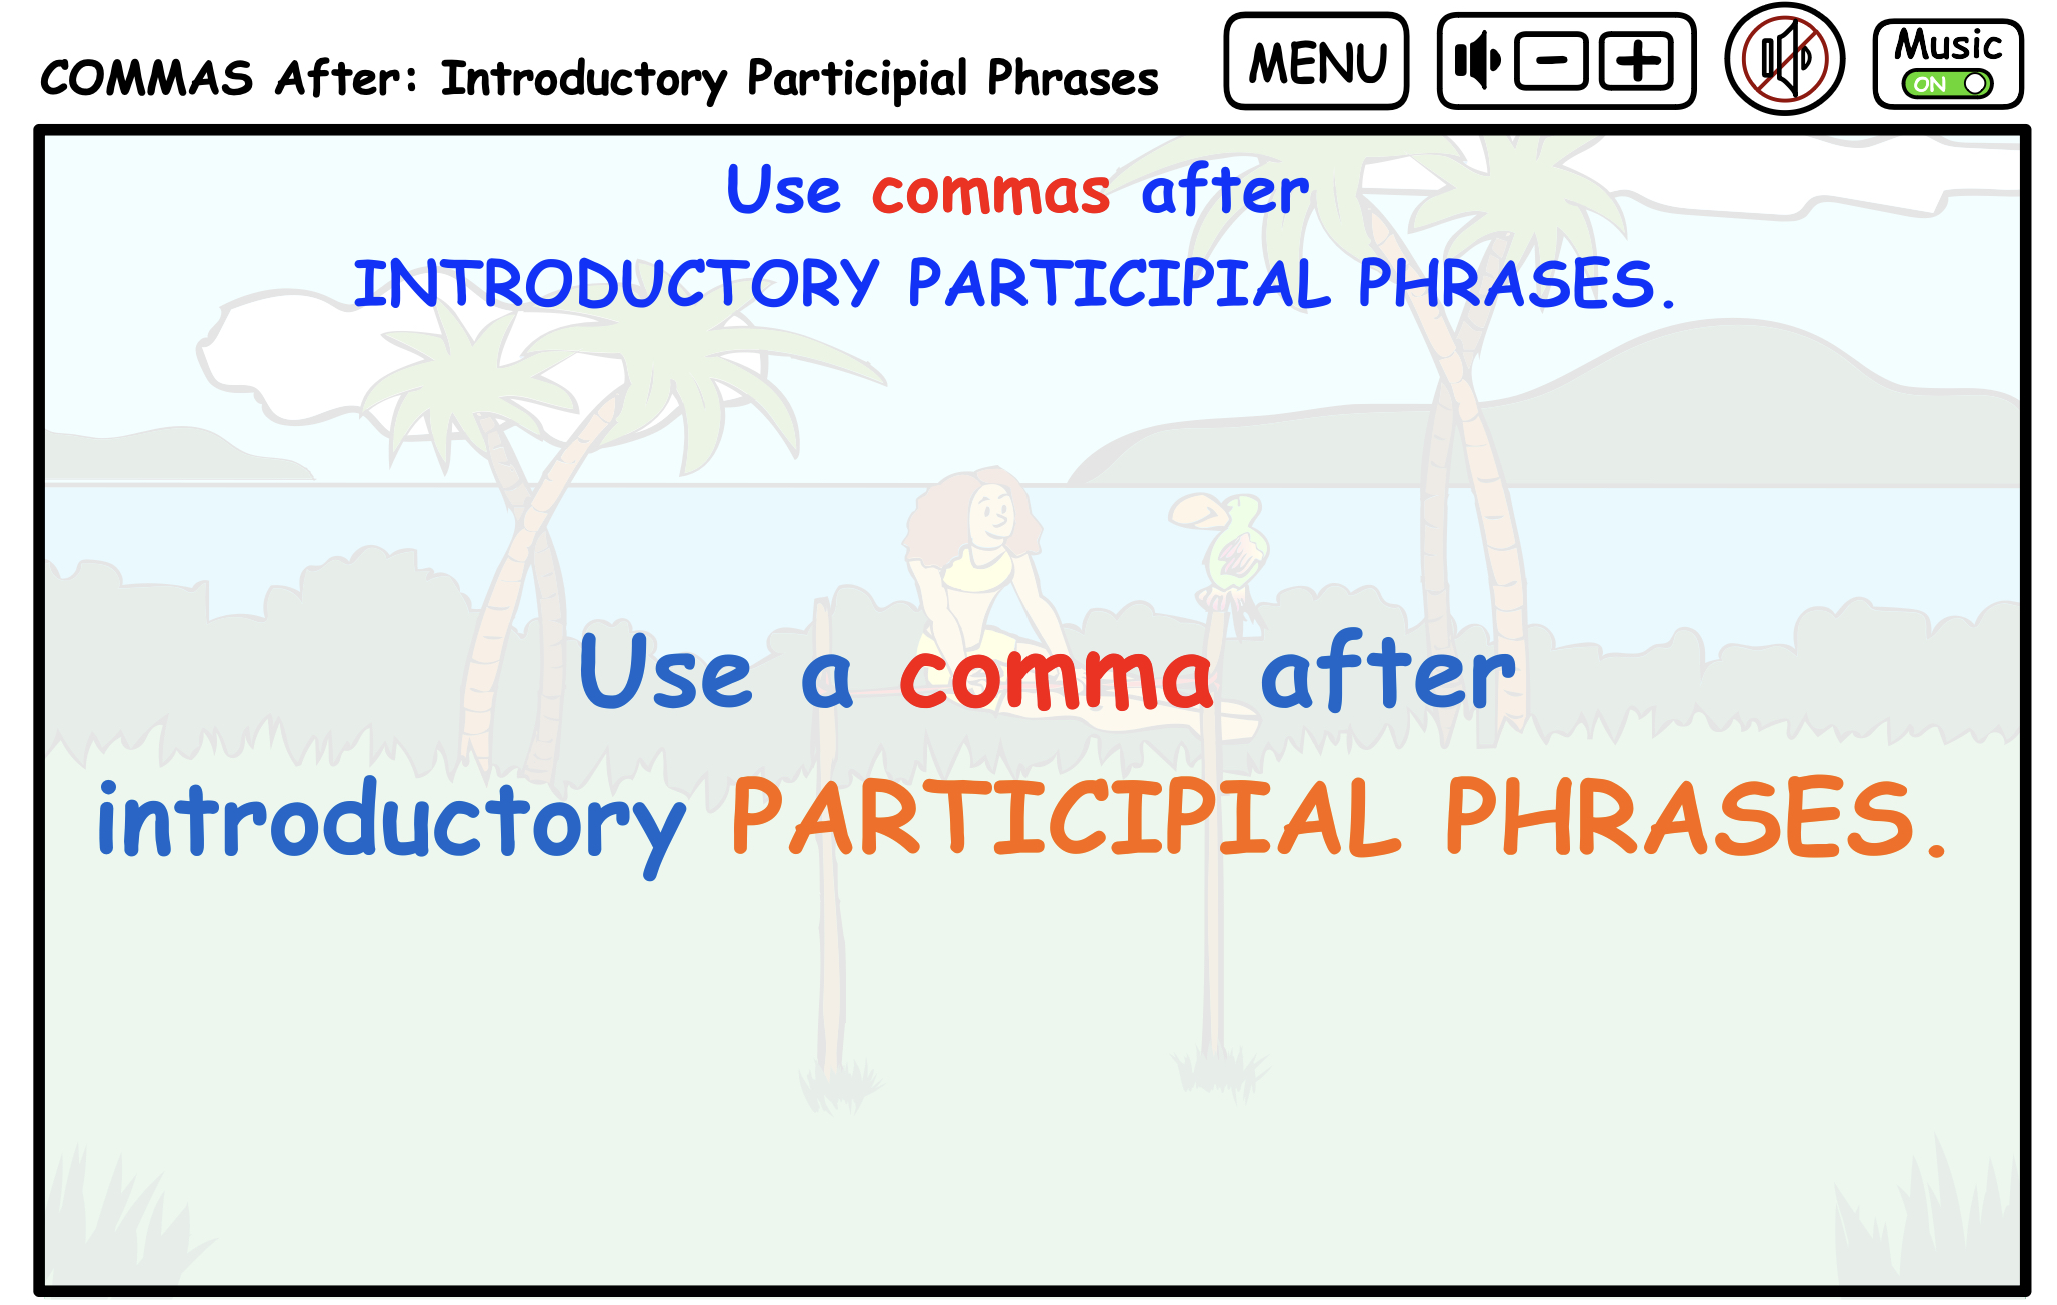 COMMAS After: Introductory Participial Phrases
MENU
Music
ON
Use commas after
INTRODUCTORY PARTICIPIAL PHRASES.
Use a comma after
introductory PARTICIPIAL PHRASES.